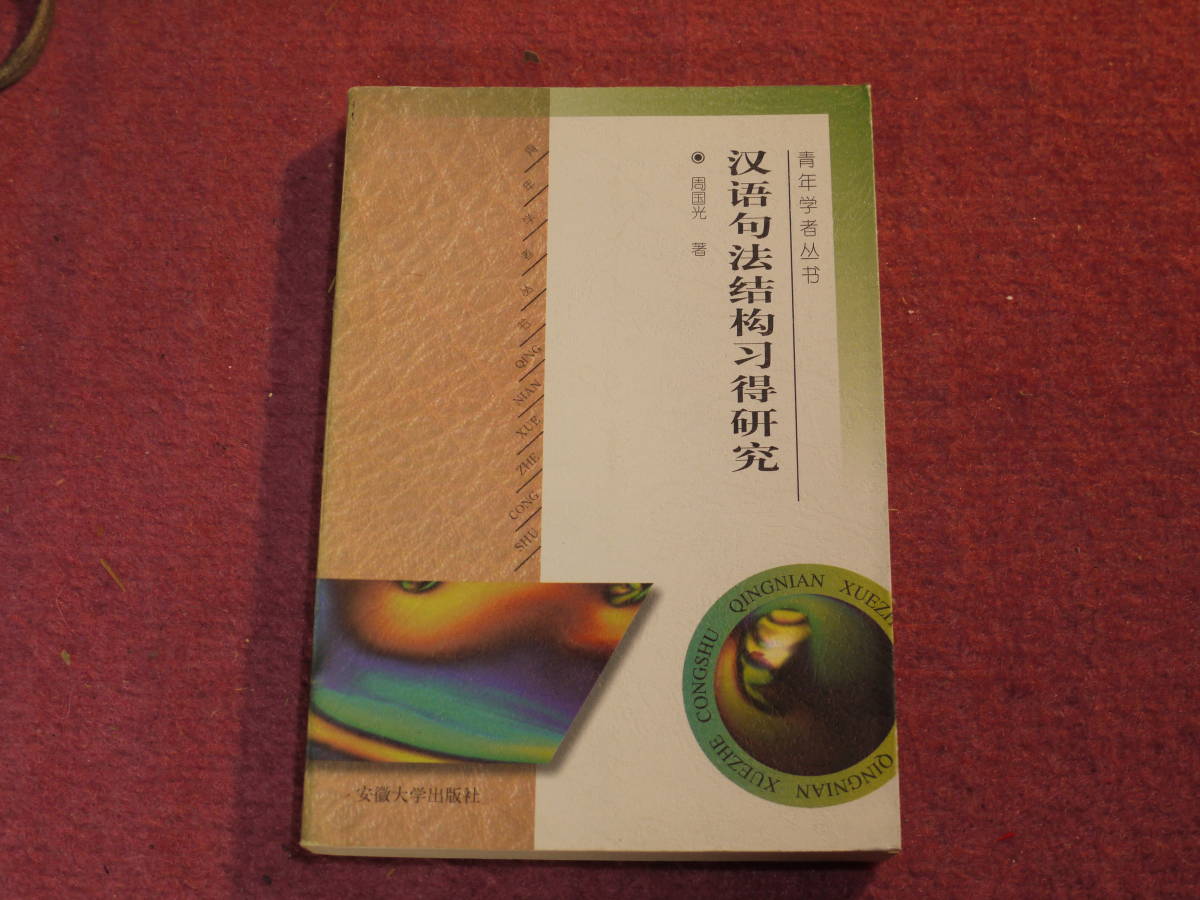 青年学者丛书
汉语句法结构习得研究
周国光 著
青年学者丛书
QING NIAN XUE ZHE CONG SHU
QINGNIAN XUEZH
QINGNIAN XUEZHE CONGSHU
安徽大学出版社